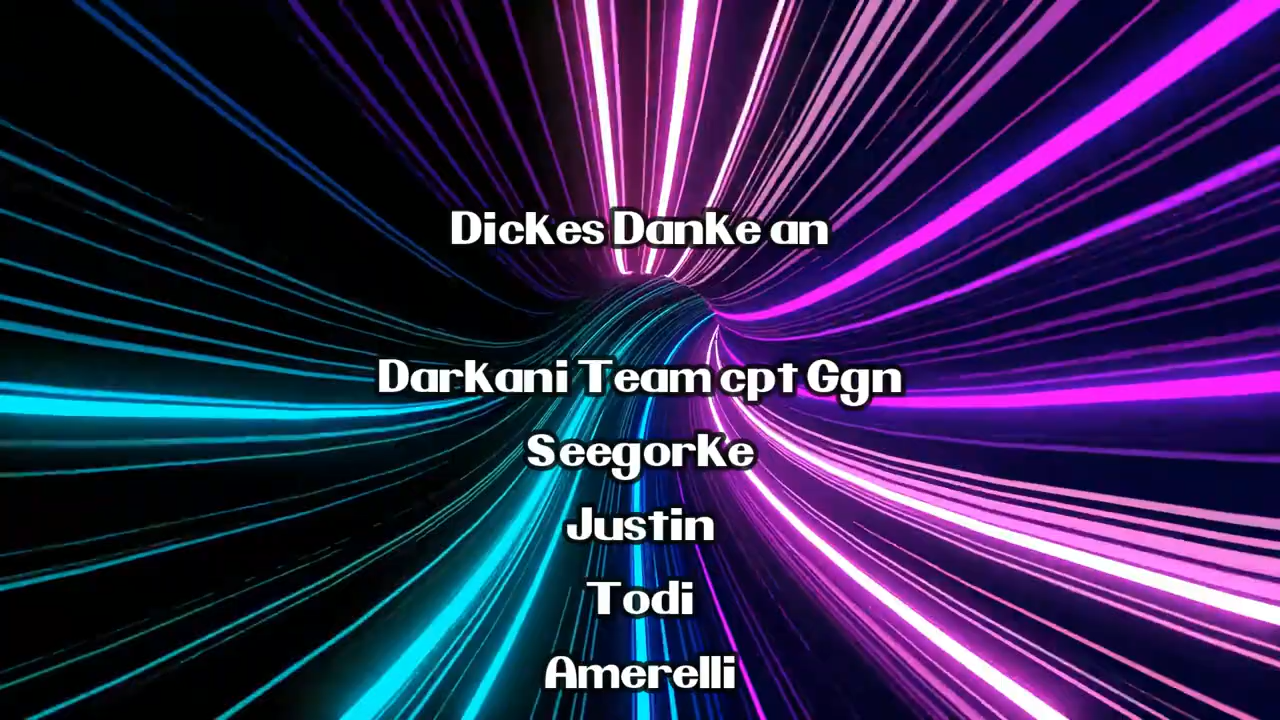 Dickes Danke an
Darkani Team cpt Ggn
Seegorke
Justin
Todi
Amerelli